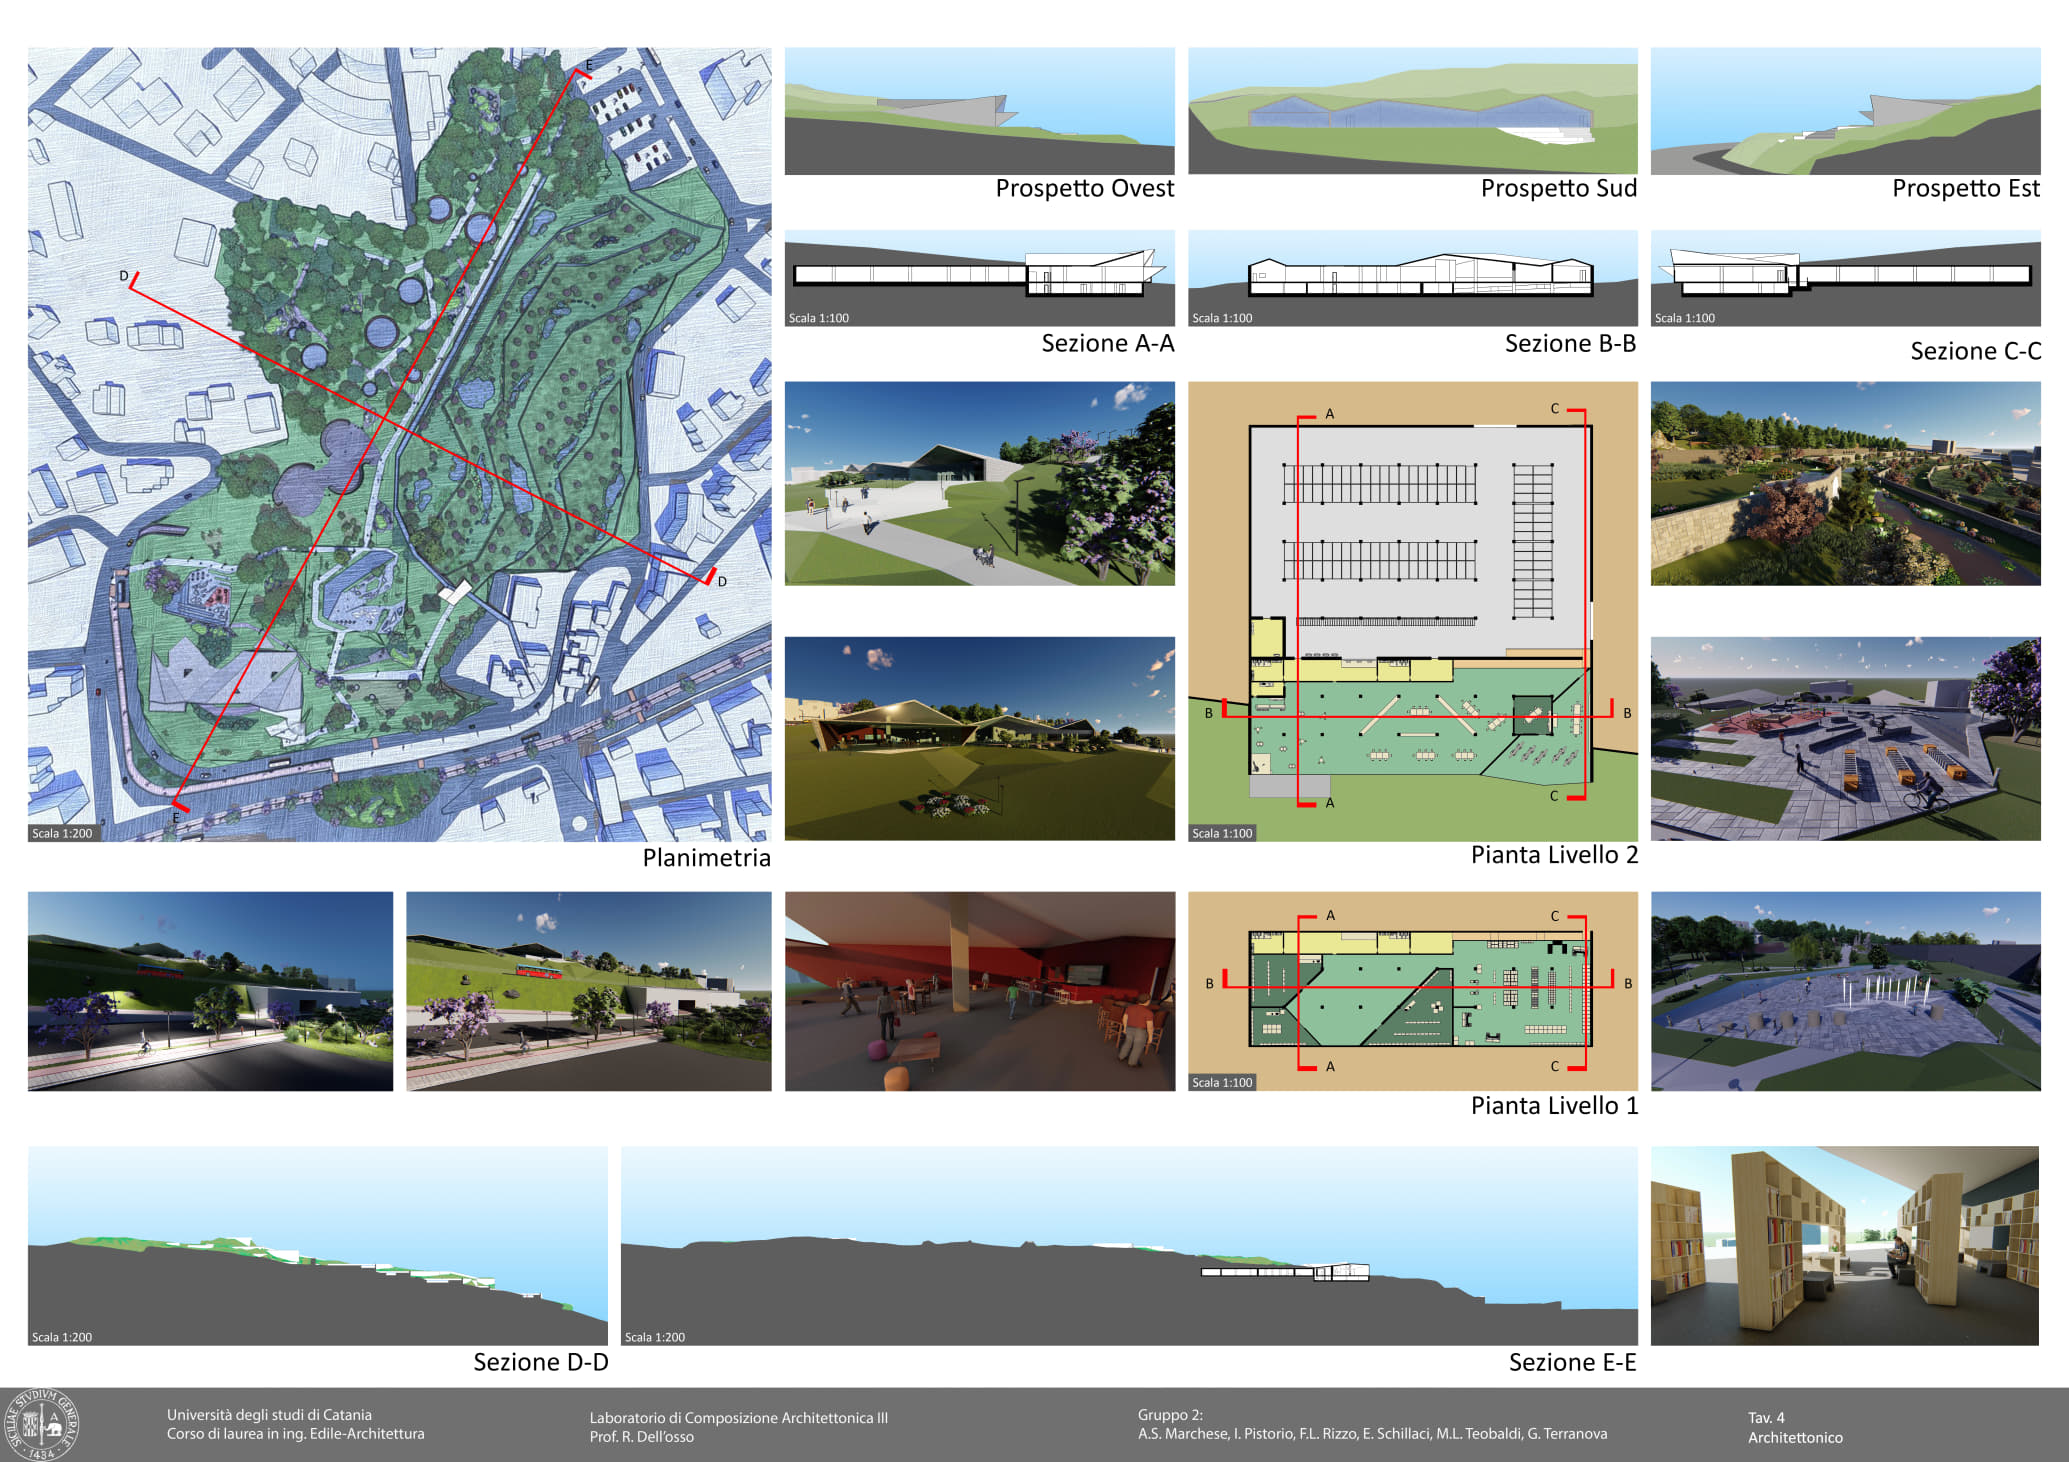 E
D
D
E
Scala 1:200
Planimetria
Prospetto Ovest
Prospetto Sud
Prospetto Est
Scala 1:100
Sezione A-A
Scala 1:100
Sezione B-B
Scala 1:100
Sezione C-C
A
C
B
B
A
C
Scala 1:100
Pianta Livello 2
A
C
B
B
A
C
Scala 1:100
Pianta Livello 1
Scala 1:200
Sezione D-D
Scala 1:200
Sezione E-E
SICILIAE STVDIVM GENERALE
1434
Università degli studi di Catania
Corso di laurea in ing. Edile-Architettura
Laboratorio di Composizione Architettonica III
Prof. R. Dell'osso
Gruppo 2:
A.S. Marchese, I. Pistorio, F.L. Rizzo, E. Schillaci, M.L. Teobaldi, G. Terranova
Tav. 4
Architettonico